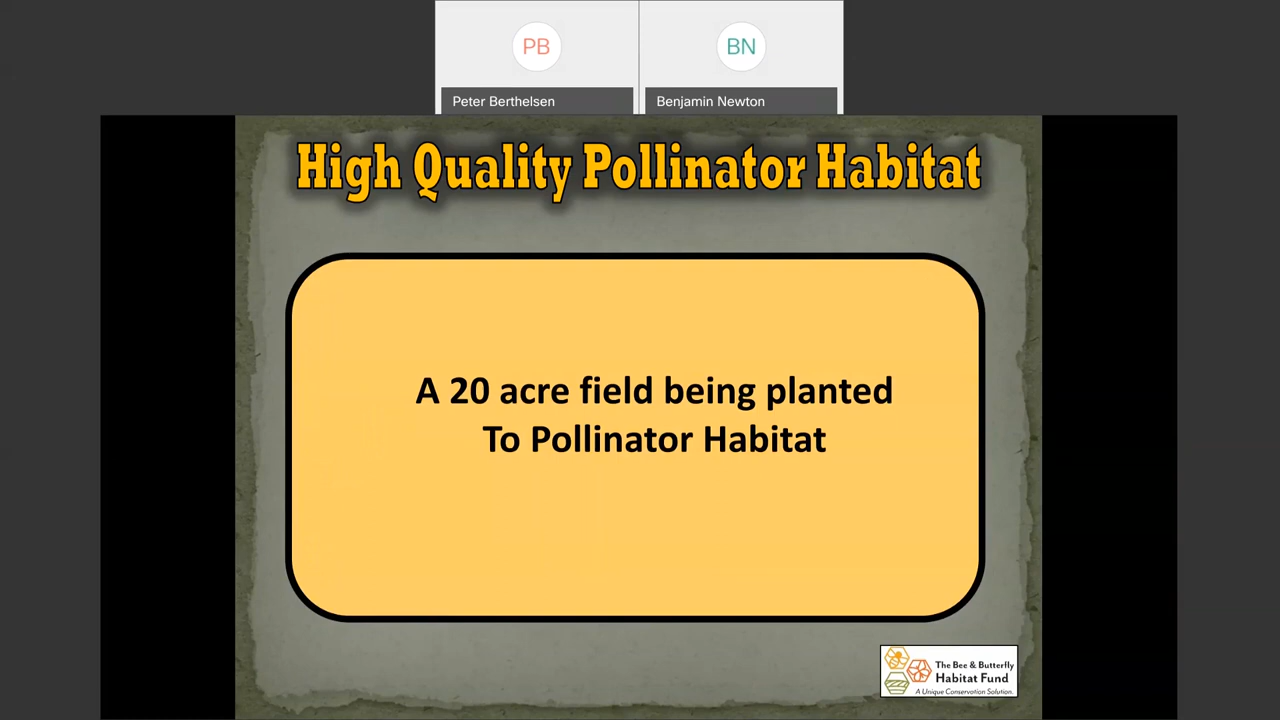 PB
BN
Peter Berthelsen
Benjamin Newton
High Quality Pollinator Habitat
A 20 acre field being planted
To Pollinator Habitat
The Bee & Butterfly
Habitat Fund
A Unique Conservation Solution.